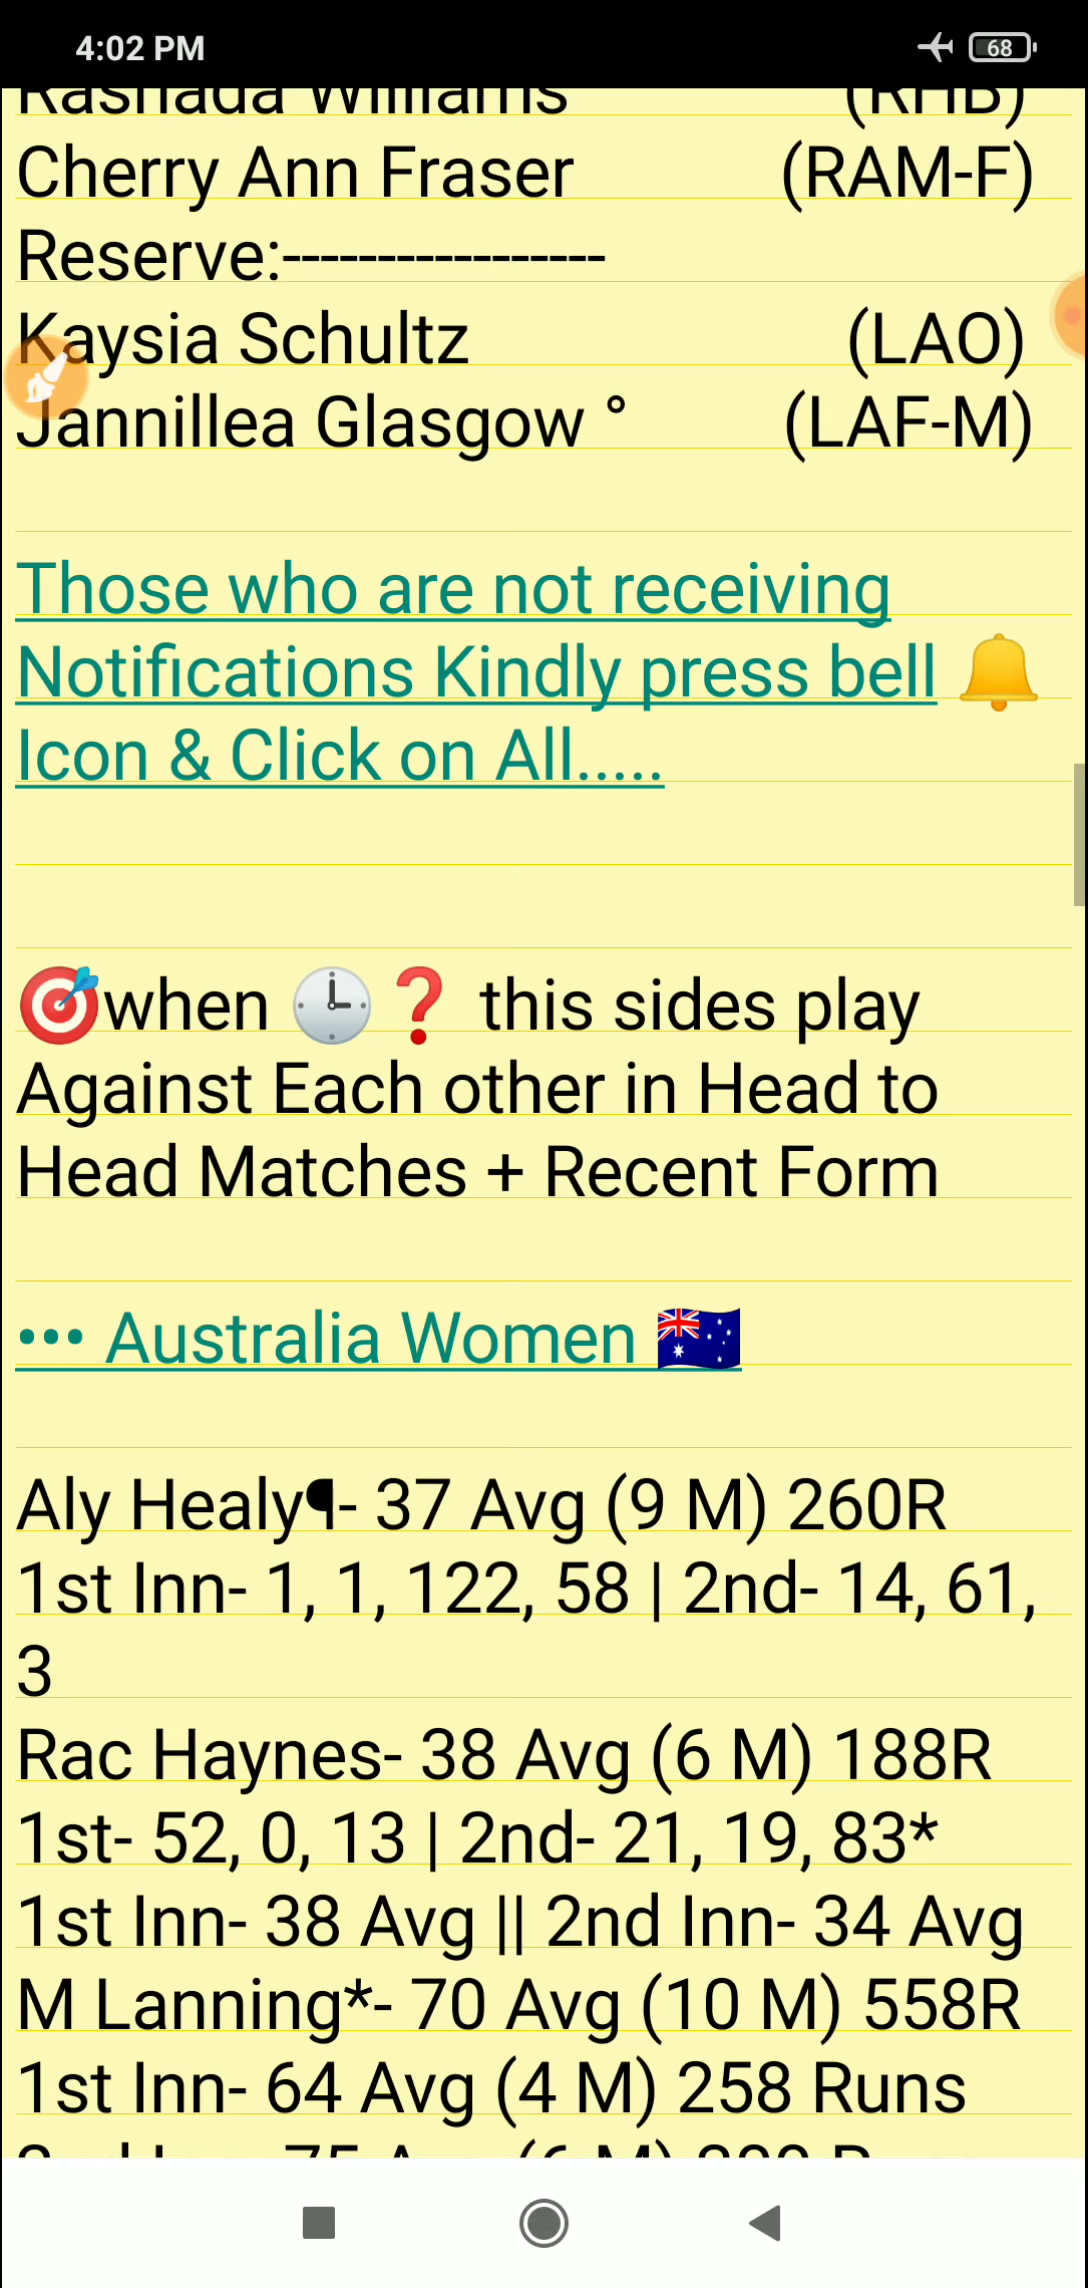 4:02 PM 68
Rashada Williams (RHB)
Cherry Ann Fraser (RAM-F)
Reserve:-----------------
Kaysia Schultz (LAO)
Jannillea Glasgow ° (LAF-M)
Those who are not receiving
Notifications Kindly press bell 🔔
Icon & Click on All.....
🎯when 🕒❓ this sides play
Against Each other in Head to
Head Matches + Recent Form
••• Australia Women 🇦🇺
Aly Healy¶- 37 Avg (9 M) 260R
1st Inn- 1, 1, 122, 58 | 2nd- 14, 61,
3
Rac Haynes- 38 Avg (6 M) 188R
1st- 52, 0, 13 | 2nd- 21, 19, 83*
1st Inn- 38 Avg || 2nd Inn- 34 Avg
M Lanning*- 70 Avg (10 M) 558R
1st Inn- 64 Avg (4 M) 258 Runs